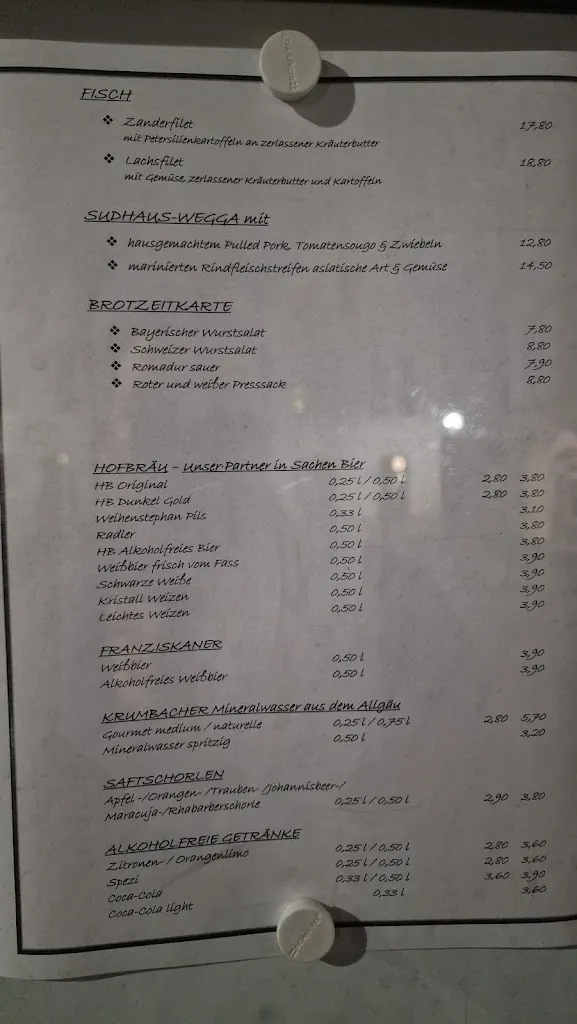 FISCH
❖ Zanderfilet 17,80
mit Petersilienkartoffeln an zerlassener Kräuterbutter
❖ Lachsfilet 18,80
mit Gemüse, zerlassener Kräuterbutter und Kartoffeln
SUDHAUS-WEGGA mit
❖ hausgemachtem Pulled Pork, Tomatensougo & Zwiebeln 12,80
❖ marinierten Rindfleischstreifen asiatische Art & Gemüse 14,50
BROTZEITKARTE
❖ Bayerischer Wurstsalat 7,80
❖ Schweizer Wurstsalat 8,80
❖ Romadur sauer 7,90
❖ Roter und weißer Presssack 8,80
HOFBRÄU – unser Partner in Sachen Bier
HB Original 0,25 l / 0,50 l 2,80 3,80
HB Dunkel Gold 0,25 l / 0,50 l 2,80 3,80
Weihenstephan Pils 0,33 l 3,10
Radler 0,50 l 3,80
HB Alkoholfreies Bier 0,50 l 3,80
Weißbier frisch vom Fass 0,50 l 3,90
Schwarze Weiße 0,50 l 3,90
Kristall Weizen 0,50 l 3,90
Leichtes Weizen 0,50 l 3,90
FRANZISKANER
Weißbier 0,50 l 3,90
Alkoholfreies Weißbier 0,50 l 3,90
KRUMBACHER Mineralwasser aus dem Allgäu
Gourmet medium / naturelle 0,25 l / 0,75 l 2,80 5,70
Mineralwasser spritzig 0,50 l 3,20
SAFTSCHORLEN
Apfel -/Orangen- /Trauben- /Johannisbeer-/
Maracuja-/Rhabarberschorle 0,25 l / 0,50 l 2,90 3,80
ALKOHOLFREIE GETRÄNKE
Zitronen- / Orangenlimo 0,25 l / 0,50 l 2,80 3,60
Spezi 0,25 l / 0,50 l 2,80 3,60
Coca-Cola 0,33 l / 0,50 l 3,60 3,90
Coca-Cola light 0,33 l 3,60